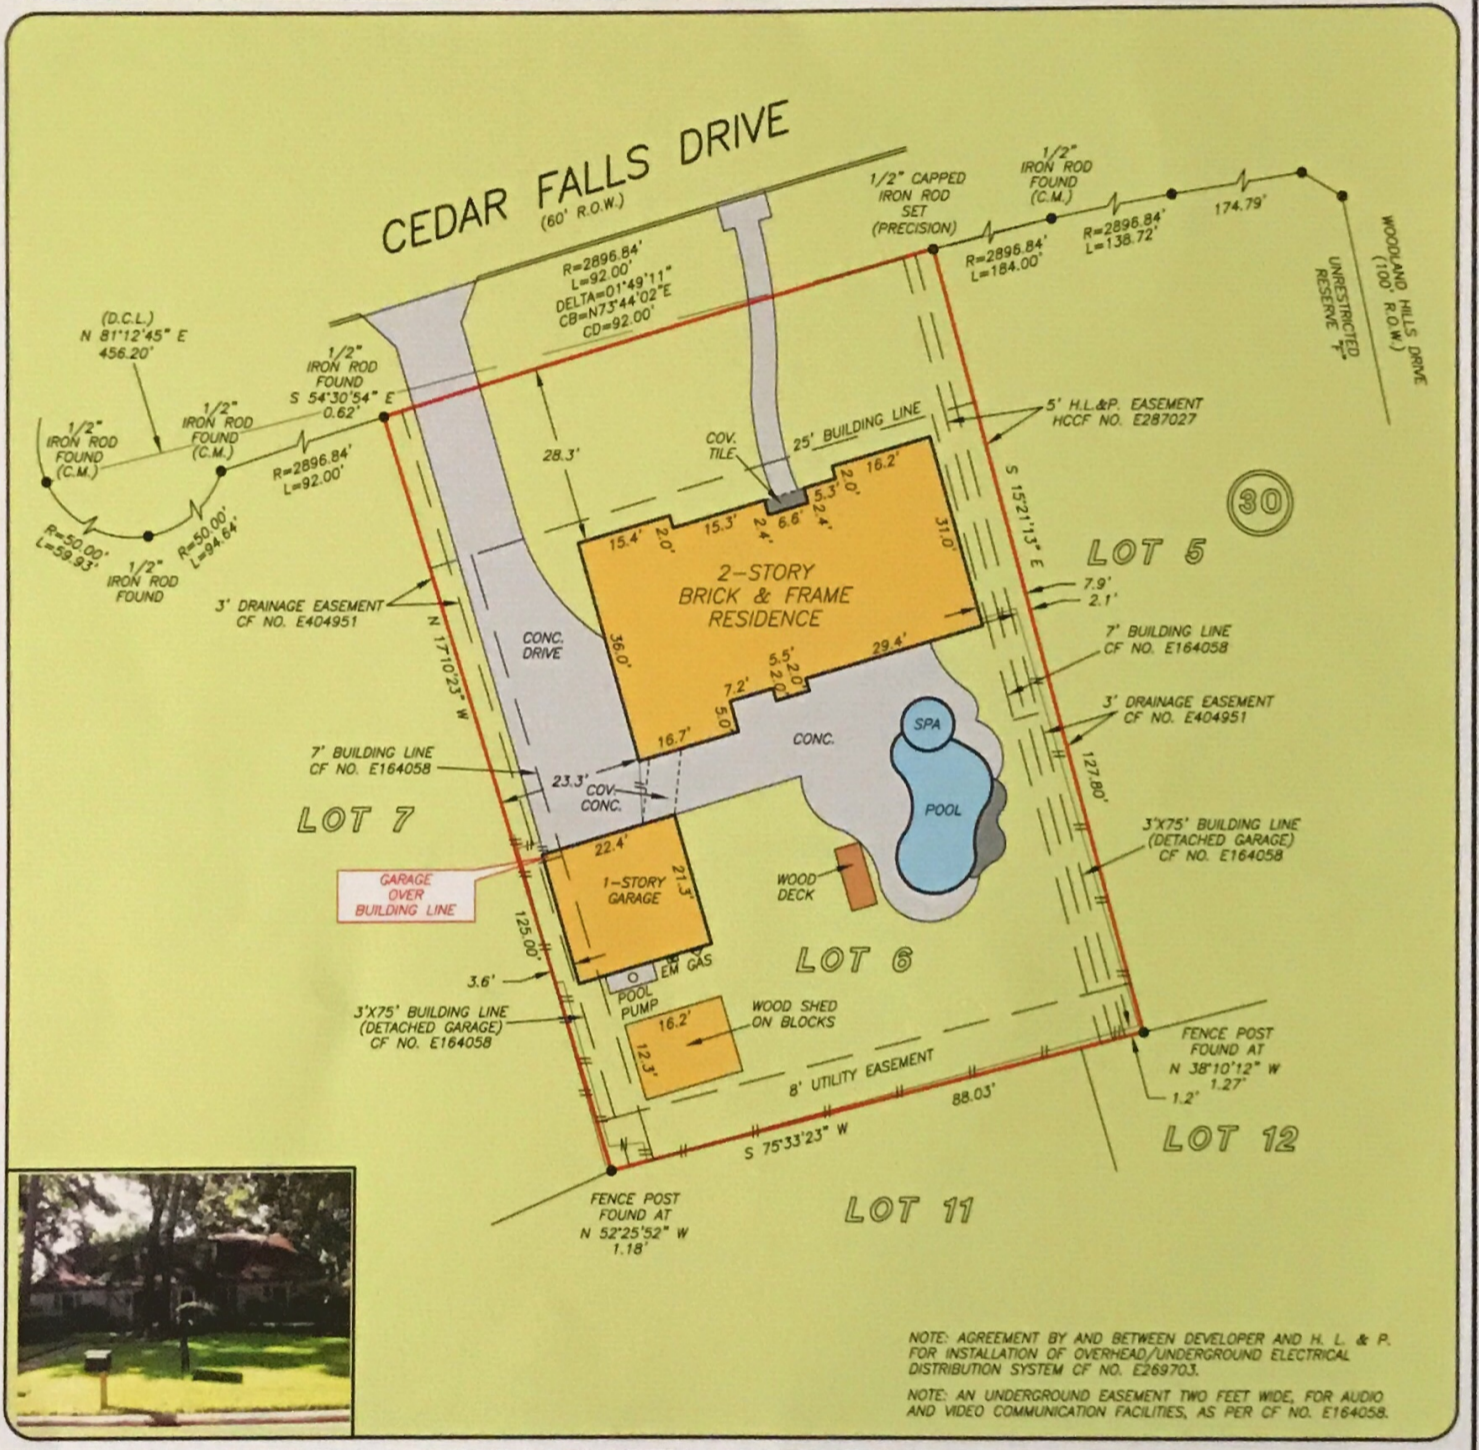 CEDAR FALLS DRIVE
(60' R.O.W.)
R=2896.84'
L=92.00'
DELTA=01°49'11"
CB=N73°44'02"E
CD=92.00'
1/2" CAPPED
IRON ROD
SET
(PRECISION)
1/2"
IRON ROD
FOUND
(C.M.)
R=2896.84'
L=184.00'
R=2896.84'
L=138.72'
174.79'
WOODLAND HILLS DRIVE
(100' R.O.W.)
UNRESTRICTED
RESERVE "F"
(D.C.L.)
N 81°12'45" E
456.20'
1/2"
IRON ROD
FOUND
S 54°30'54" E
0.62'
1/2"
IRON ROD
FOUND
(C.M.)
1/2"
IRON ROD
FOUND
(C.M.)
R=2896.84'
L=92.00'
R=50.00'
L=59.93'
R=50.00'
L=94.64'
1/2"
IRON ROD
FOUND
28.3'
COV.
TILE
25' BUILDING LINE
5' H.L.&P. EASEMENT
HCCF NO. E287027
S 15°21'13" E
30
LOT 5
15.4'
2.0'
15.3'
2.4'
6.6'
2.4'
5.3'
2.0'
16.2'
31.0'
2-STORY
BRICK & FRAME
RESIDENCE
3' DRAINAGE EASEMENT
CF NO. E404951
N 17°10'23" W
CONC.
DRIVE
36.0'
7.9'
2.1'
7' BUILDING LINE
CF NO. E164058
29.4'
5.5'
2.0'
2.0'
7.2'
5.0'
16.7'
3' DRAINAGE EASEMENT
CF NO. E404951
SPA
CONC.
POOL
127.80'
7' BUILDING LINE
CF NO. E164058
23.3'
COV.
CONC.
LOT 7
22.4'
21.3'
1-STORY
GARAGE
GARAGE
OVER
BUILDING LINE
3'X75' BUILDING LINE
(DETACHED GARAGE)
CF NO. E164058
WOOD
DECK
125.00'
LOT 6
3.6'
EM GAS
POOL
PUMP
3'X75' BUILDING LINE
(DETACHED GARAGE)
CF NO. E164058
WOOD SHED
ON BLOCKS
16.2'
12.3'
8' UTILITY EASEMENT
88.03'
S 75°33'23" W
FENCE POST
FOUND AT
N 38°10'12" W
1.27'
1.2'
LOT 12
LOT 11
FENCE POST
FOUND AT
N 52°25'52" W
1.18'
NOTE: AGREEMENT BY AND BETWEEN DEVELOPER AND H. L. & P.
FOR INSTALLATION OF OVERHEAD/UNDERGROUND ELECTRICAL
DISTRIBUTION SYSTEM CF NO. E269703.
NOTE: AN UNDERGROUND EASEMENT TWO FEET WIDE, FOR AUDIO
AND VIDEO COMMUNICATION FACILITIES, AS PER CF NO. E164058.